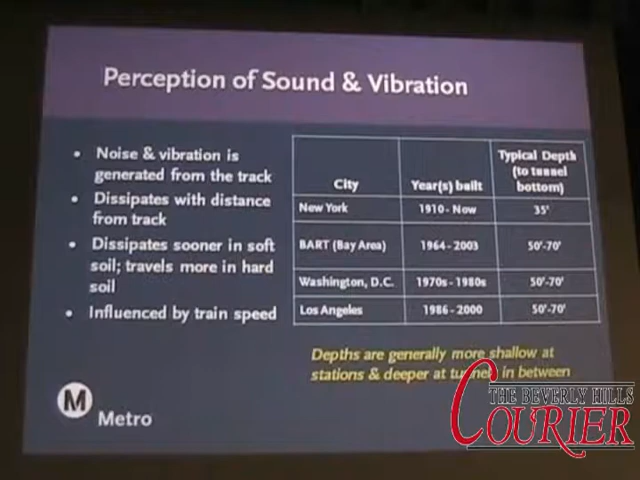 Perception of Sound & Vibration
• Noise & vibration is
generated from the track
• Dissipates with distance
from track
• Dissipates sooner in soft
soil; travels more in hard
soil
• Influenced by train speed
City Year(s) built Typical Depth (to tunnel bottom)
New York 1910 - Now 35'
BART (Bay Area) 1964 - 2003 50'-70'
Washington, D.C. 1970s - 1980s 50'-70'
Los Angeles 1986 - 2000 50'-70'
Depths are generally more shallow at
stations & deeper at tunnels in between
M Metro
THE BEVERLY HILLS
COURIER